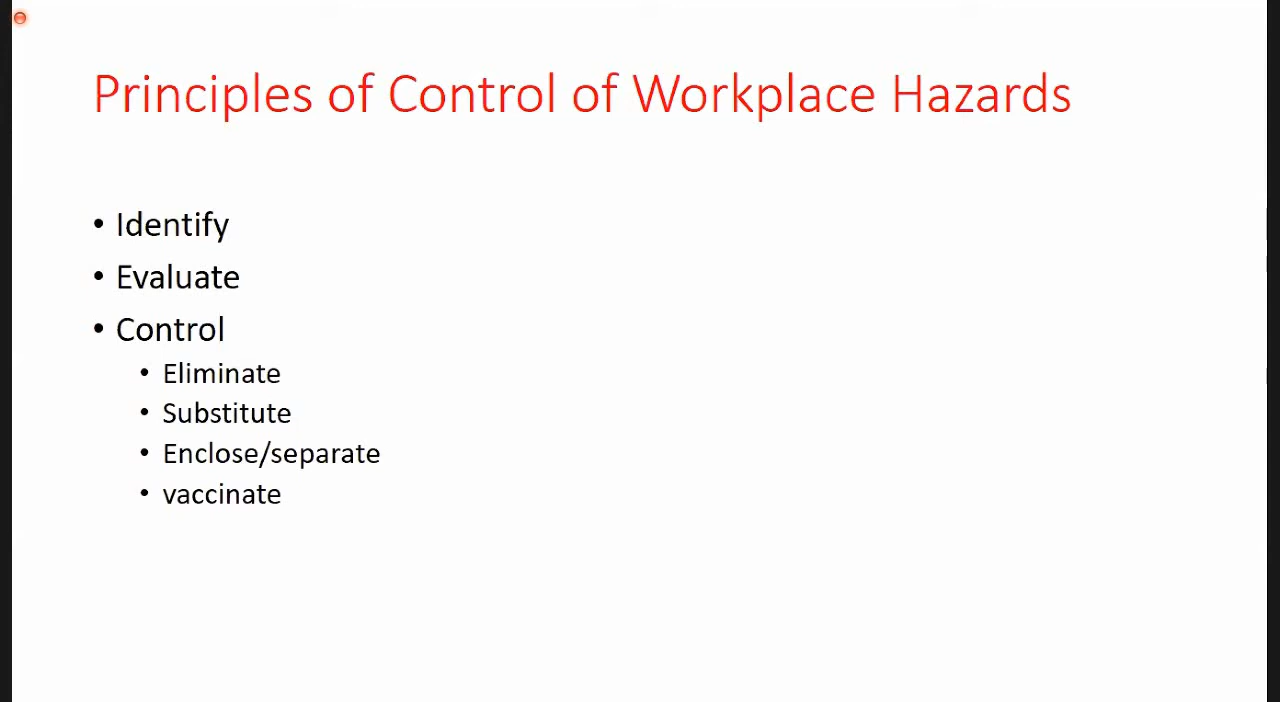 Principles of Control of Workplace Hazards
• Identify
• Evaluate
• Control
• Eliminate
• Substitute
• Enclose/separate
• vaccinate